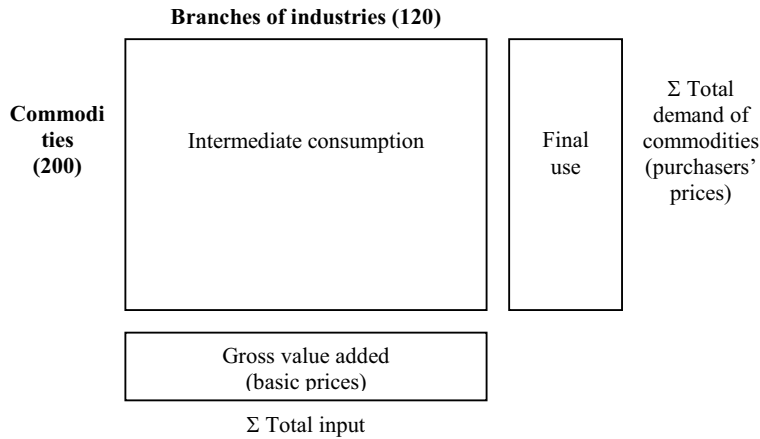 Branches of industries (120)
Commodi
ties
(200)
Intermediate consumption
Final
use
Σ Total
demand of
commodities
(purchasers’
prices)
Gross value added
(basic prices)
Σ Total input